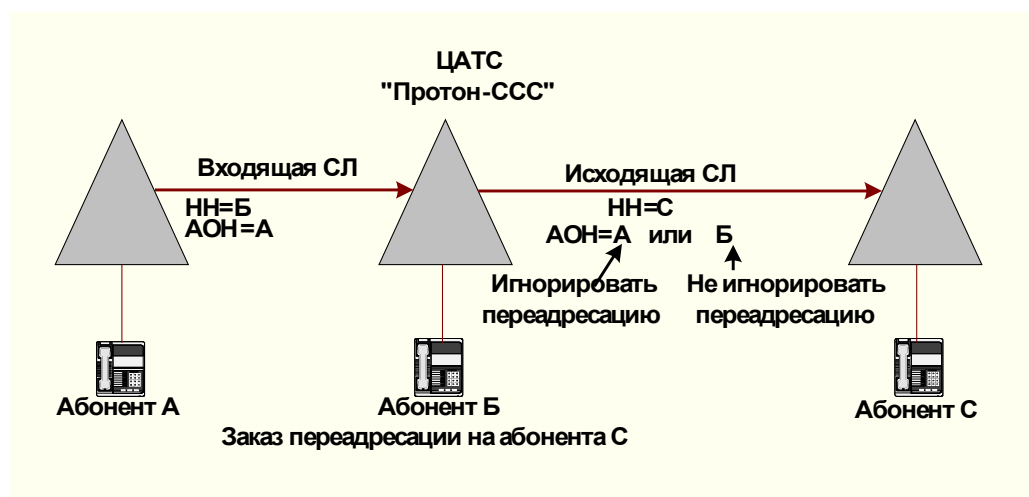 ЦАТС
"Протон-ССС"
Входящая СЛ
Исходящая СЛ
НН=Б
АОН=А
НН=С
АОН=А или Б
Игнорировать
переадресацию
Не игнорировать
переадресацию
Абонент А
Абонент Б
Абонент С
Заказ переадресации на абонента С